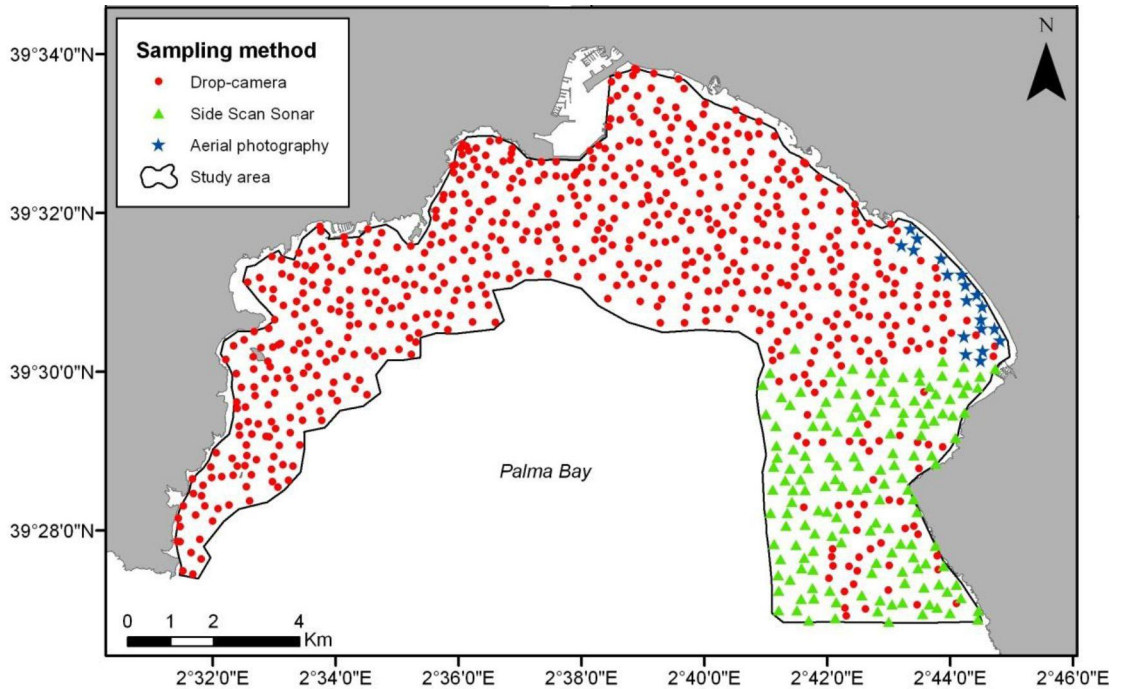 Sampling method
Drop-camera
Side Scan Sonar
Aerial photography
Study area
N
39°34'0"N
39°32'0"N
39°30'0"N
39°28'0"N
Palma Bay
0 1 2 4
Km
2°32'0"E 2°34'0"E 2°36'0"E 2°38'0"E 2°40'0"E 2°42'0"E 2°44'0"E 2°46'0"E